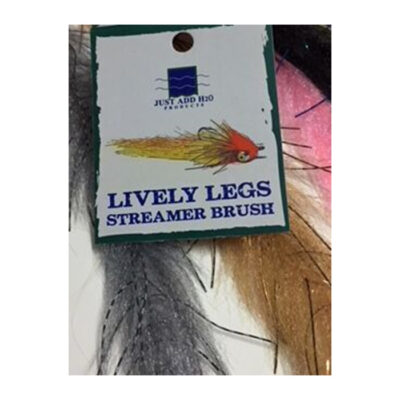 JUST ADD H2O
PRODUCTS
LIVELY LEGS
STREAMER BRUSH